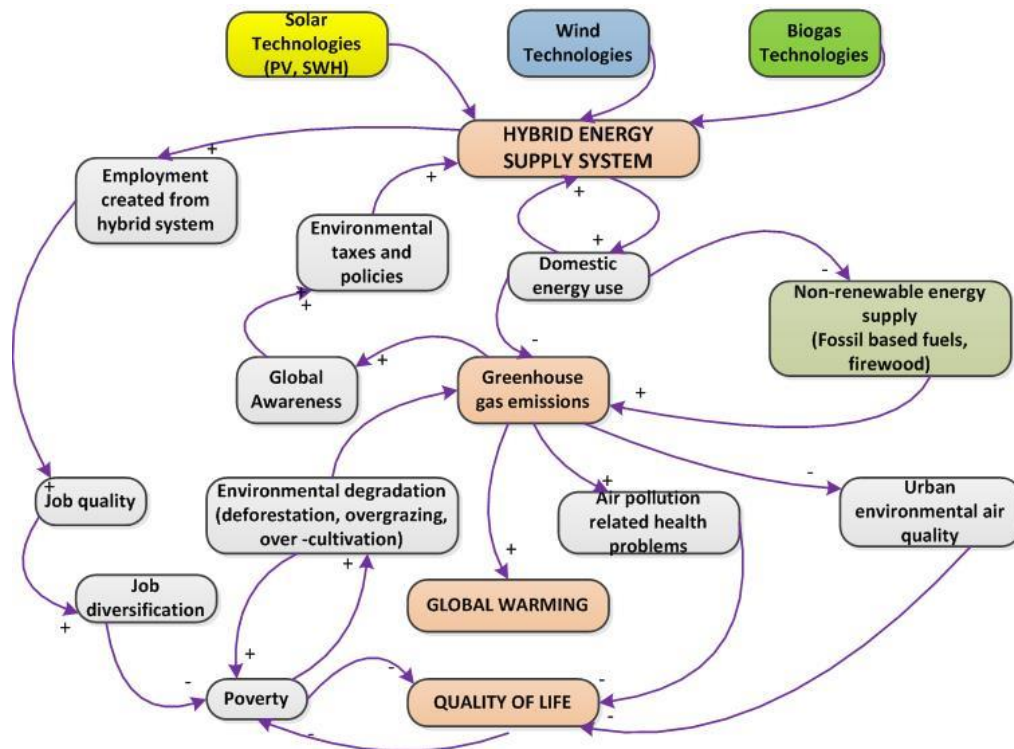 Solar
Technologies
(PV, SWH)
Wind
Technologies
Biogas
Technologies
HYBRID ENERGY
SUPPLY SYSTEM
+
Employment
created from
hybrid system
+
+
+
Environmental
taxes and
policies
Domestic
energy use
-
Non-renewable energy
supply
(Fossil based fuels,
firewood)
+
+
-
+
Global
Awareness
+
Greenhouse
gas emissions
+
Job quality
Environmental degradation
(deforestation, overgrazing,
over -cultivation)
+
+
Air pollution
related health
problems
-
Urban
environmental air
quality
+
GLOBAL WARMING
Job
diversification
+
+
-
Poverty
-
QUALITY OF LIFE
-
-
-